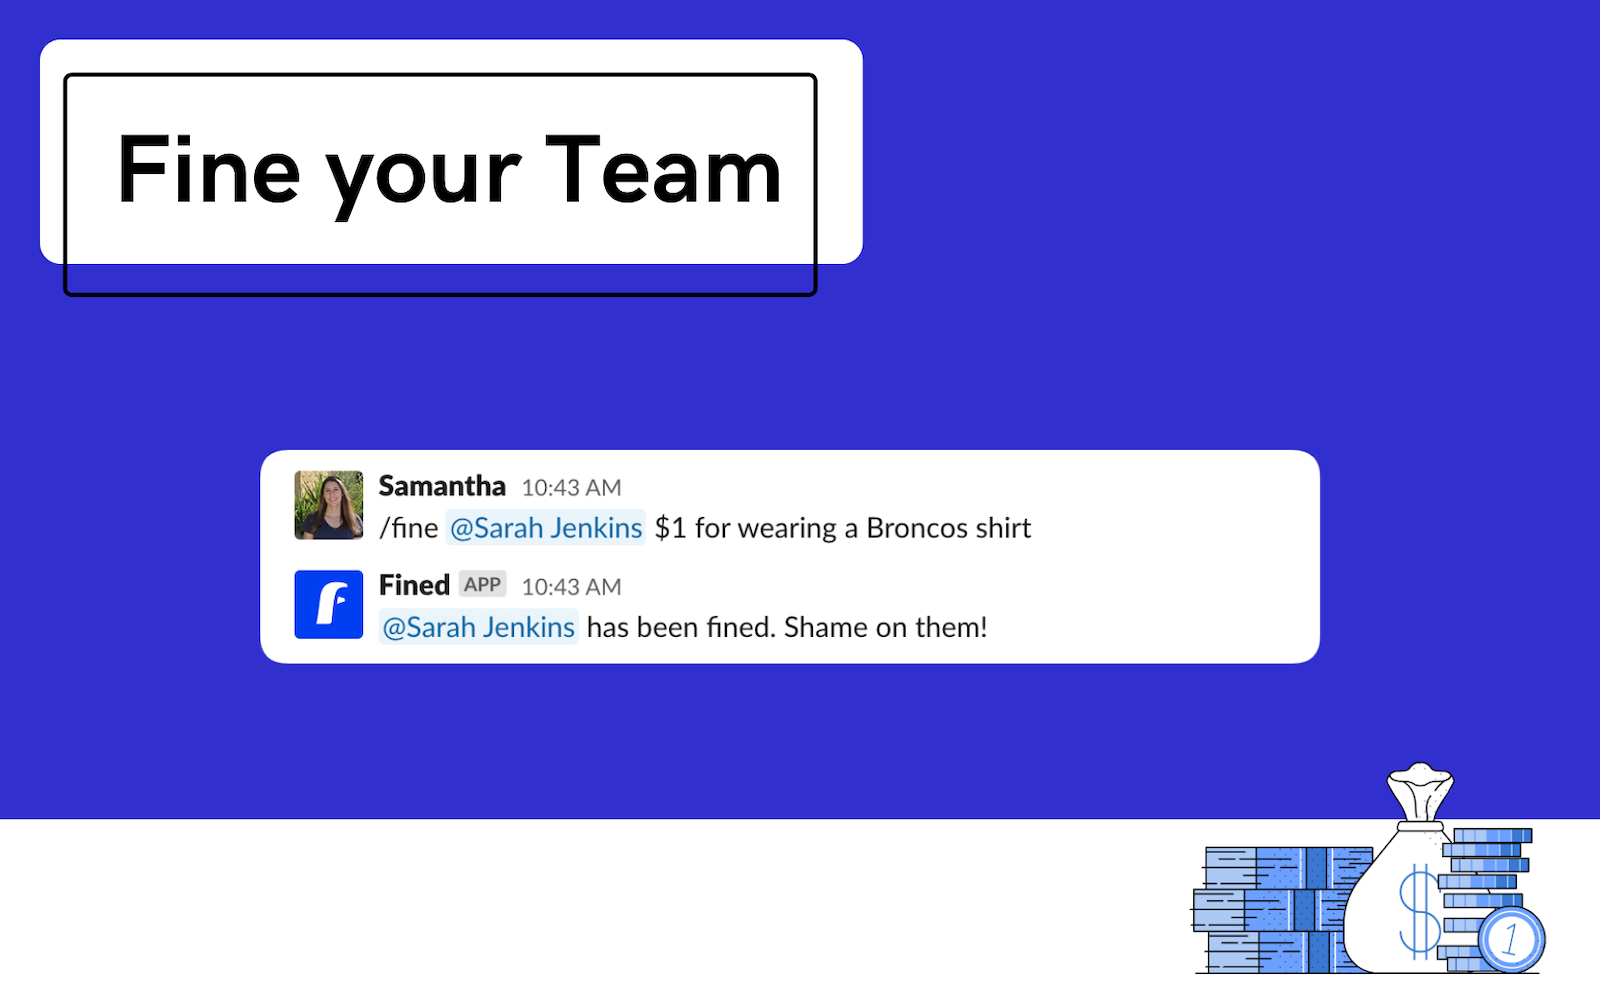 Fine your Team
Samantha 10:43 AM
/fine @Sarah Jenkins $1 for wearing a Broncos shirt
Fined APP 10:43 AM
@Sarah Jenkins has been fined. Shame on them!
$
1